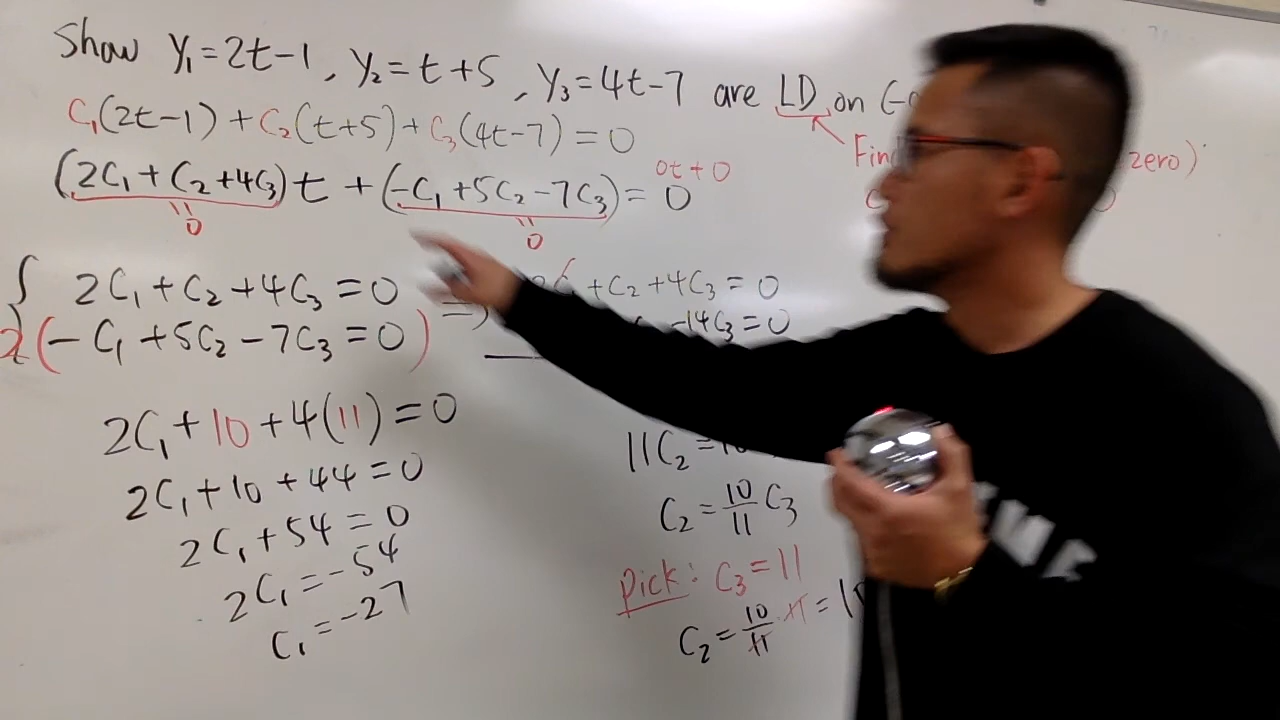 Show y₁=2t-1, y₂=t+5, y₃=4t-7 are LD on (-
C₁(2t-1)+C₂(t+5)+C₃(4t-7)=0
zero)
(2C₁+C₂+4C₃)t+(-C₁+5C₂-7C₃)=0
0t+0
0
0
2C₁+C₂+4C₃=0
2(-C₁+5C₂-7C₃=0)
⇒
+C₂+4C₃=0
-14C₃=0
2C₁+10+4(11)=0
2C₁+10+44=0
2C₁+54=0
2C₁=-54
C₁=-27
11C₂=10
C₂=10/11 C₃
Pick: C₃=11
C₂=10/11·11=10